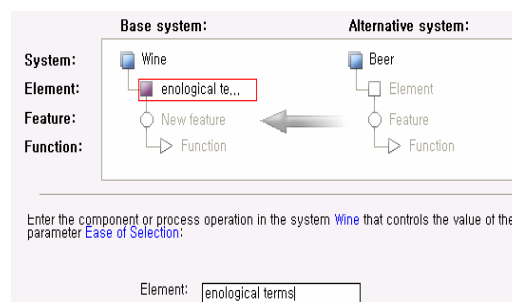 Base system: Alternative system:
System: Wine Beer
Element: enological te... Element
Feature: New feature Feature
Function: Function Function
Enter the component or process operation in the system Wine that controls the value of the
parameter Ease of Selection:
Element: enological terms